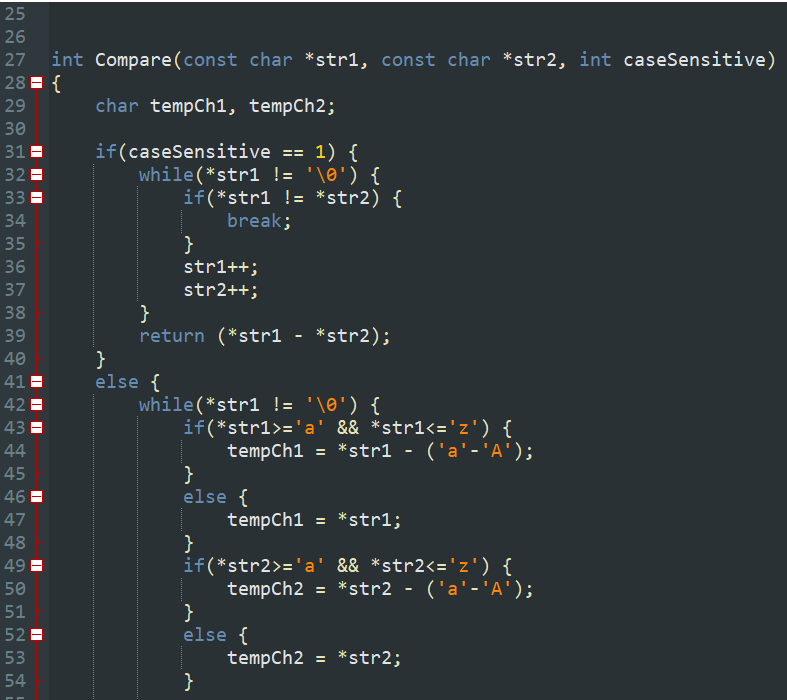 25
26
27 int Compare(const char *str1, const char *str2, int caseSensitive)
28 {
29     char tempCh1, tempCh2;
30
31     if(caseSensitive == 1) {
32         while(*str1 != '\0') {
33             if(*str1 != *str2) {
34                 break;
35             }
36             str1++;
37             str2++;
38         }
39         return (*str1 - *str2);
40     }
41     else {
42         while(*str1 != '\0') {
43             if(*str1>='a' && *str1<='z') {
44                 tempCh1 = *str1 - ('a'-'A');
45             }
46             else {
47                 tempCh1 = *str1;
48             }
49             if(*str2>='a' && *str2<='z') {
50                 tempCh2 = *str2 - ('a'-'A');
51             }
52             else {
53                 tempCh2 = *str2;
54             }